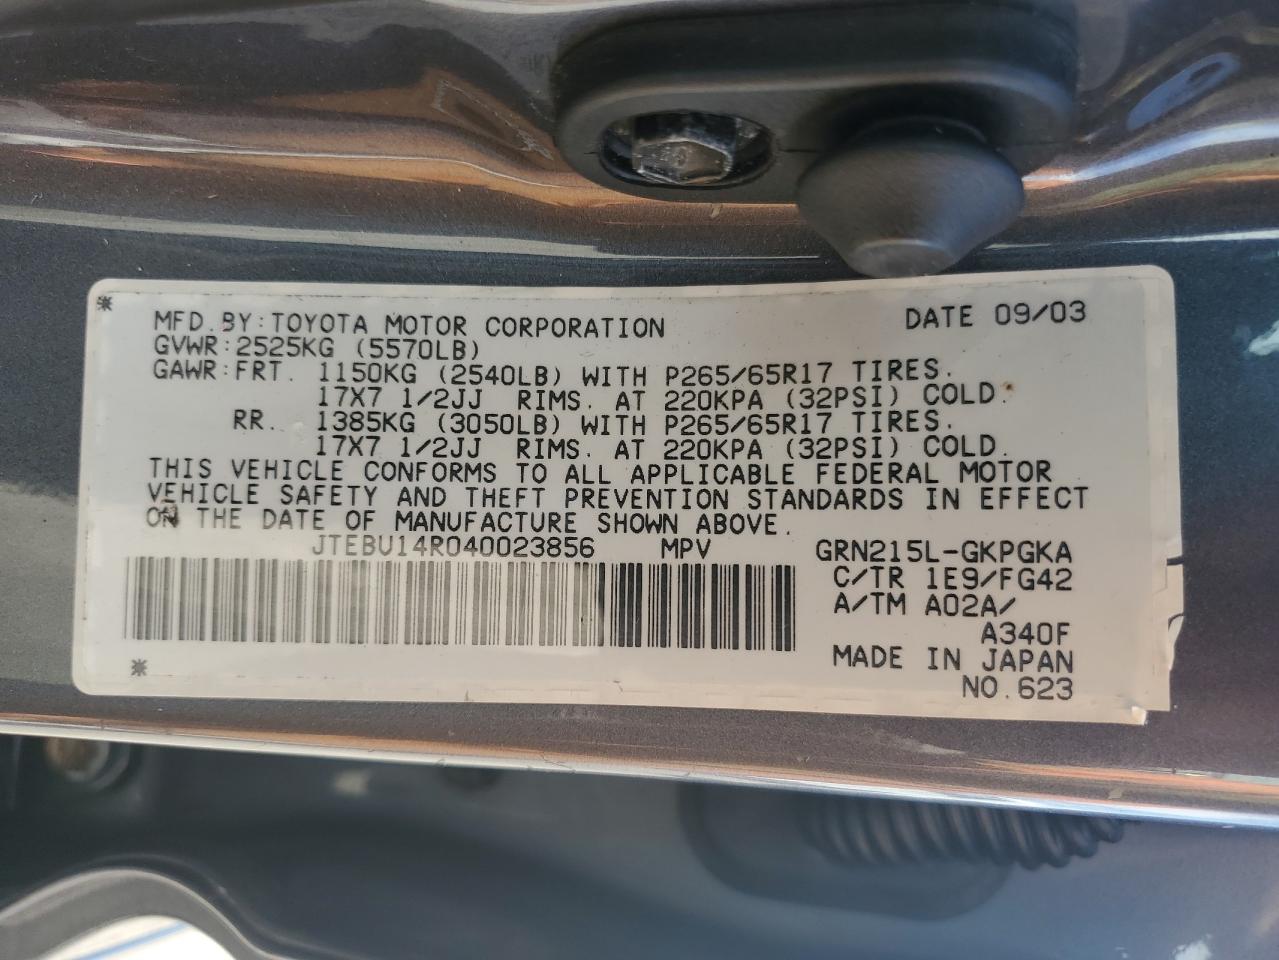 MFD. BY: TOYOTA MOTOR CORPORATION DATE 09/03
GVWR: 2525KG (5570LB)
GAWR: FRT. 1150KG (2540LB) WITH P265/65R17 TIRES.
17X7 1/2JJ RIMS. AT 220KPA (32PSI) COLD.
RR. 1385KG (3050LB) WITH P265/65R17 TIRES.
17X7 1/2JJ RIMS. AT 220KPA (32PSI) COLD.
THIS VEHICLE CONFORMS TO ALL APPLICABLE FEDERAL MOTOR
VEHICLE SAFETY AND THEFT PREVENTION STANDARDS IN EFFECT
ON THE DATE OF MANUFACTURE SHOWN ABOVE.
JTEBU14R040023856 MPV GRN215L-GKPGKA
C/TR 1E9/FG42
A/TM A02A/
A340F
MADE IN JAPAN
NO. 623